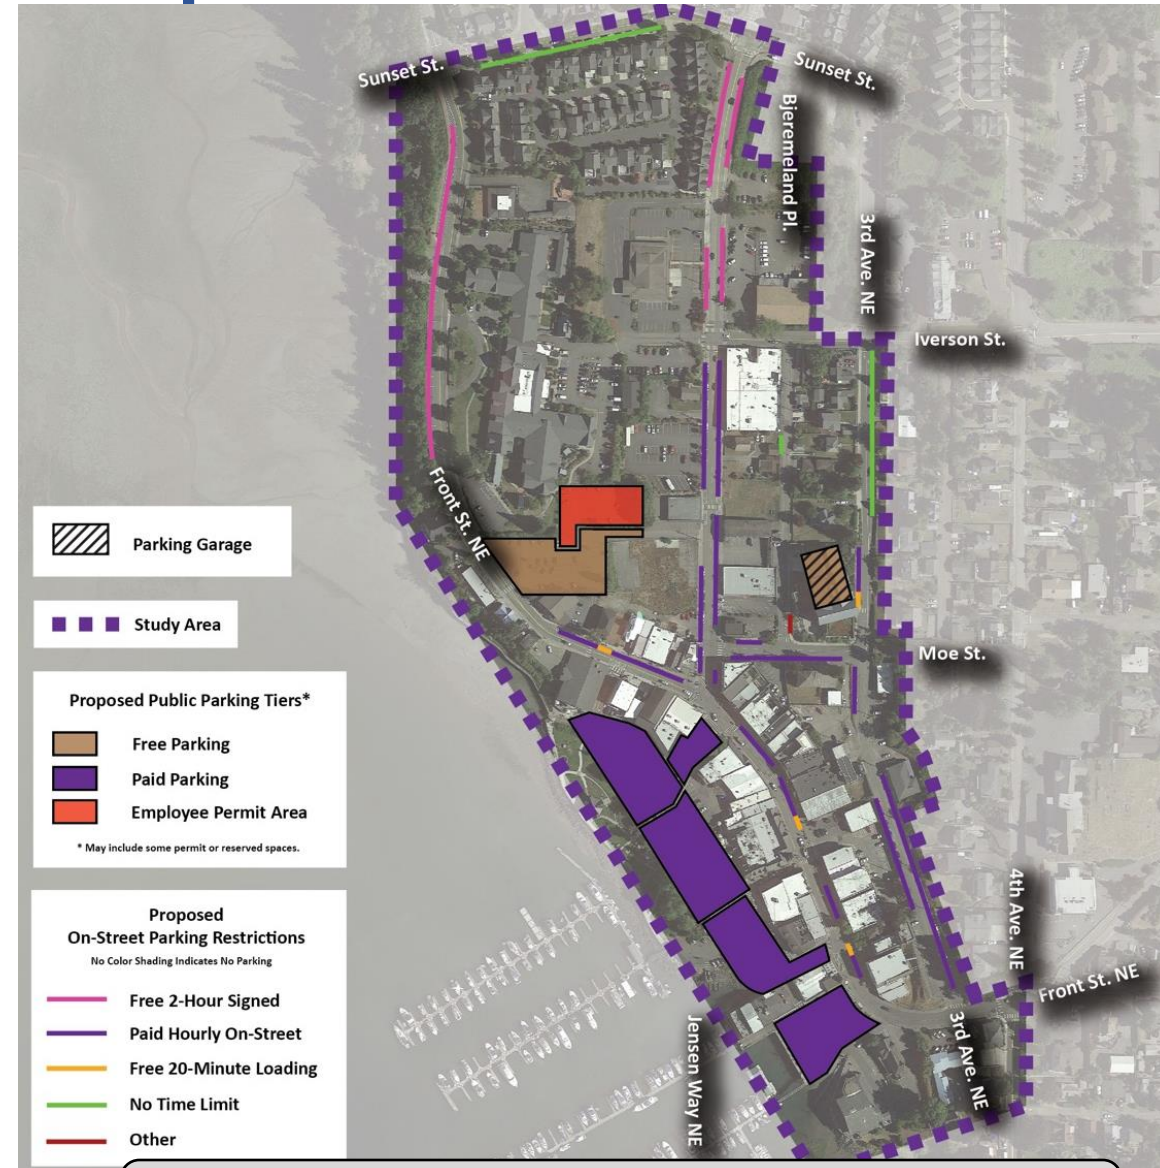 Sunset St.
Sunset St.
Bjeremeland Pl.
3rd Ave. NE
Iverson St.
Front St. NE
Moe St.
4th Ave. NE
Front St. NE
3rd Ave. NE
Jensen Way NE
Parking Garage
Study Area
Proposed Public Parking Tiers*
Free Parking
Paid Parking
Employee Permit Area
* May include some permit or reserved spaces.
Proposed
On-Street Parking Restrictions
No Color Shading Indicates No Parking
Free 2-Hour Signed
Paid Hourly On-Street
Free 20-Minute Loading
No Time Limit
Other